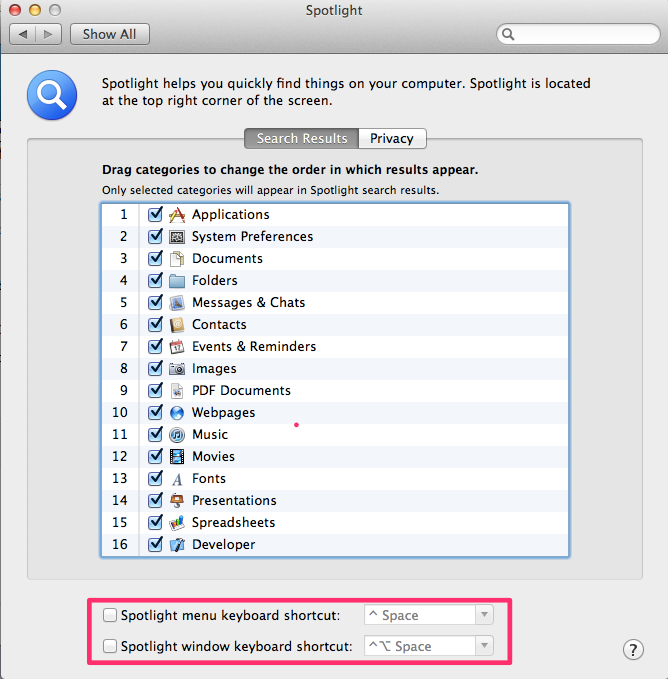 Spotlight
Show All
Spotlight helps you quickly find things on your computer. Spotlight is located
at the top right corner of the screen.
Search Results Privacy
Drag categories to change the order in which results appear.
Only selected categories will appear in Spotlight search results.
1 Applications
2 System Preferences
3 Documents
4 Folders
5 Messages & Chats
6 Contacts
7 Events & Reminders
8 Images
9 PDF Documents
10 Webpages
11 Music
12 Movies
13 Fonts
14 Presentations
15 Spreadsheets
16 Developer
Spotlight menu keyboard shortcut: ^ Space
Spotlight window keyboard shortcut: ^⌥ Space
?